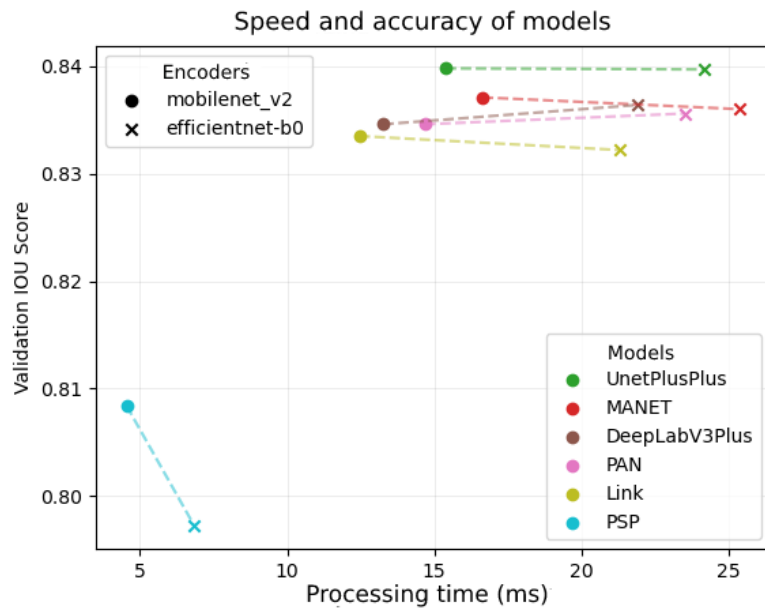 Speed and accuracy of models
Encoders
mobilenet_v2
efficientnet-b0
Validation IOU Score
0.84
0.83
0.82
0.81
0.80
Models
UnetPlusPlus
MANET
DeepLabV3Plus
PAN
Link
PSP
5 10 15 20 25
Processing time (ms)